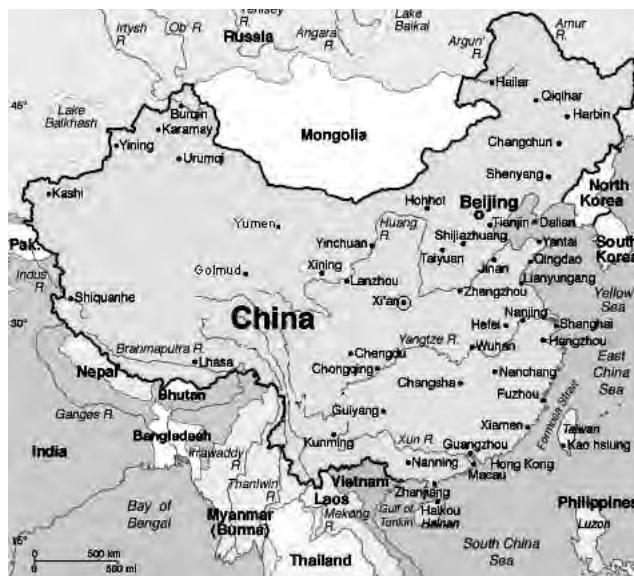 Irtysh
R.
Ob R.
Yenisey
R.
Russia
Angara
R.
Lake
Baikal
Argun'
R.
Amur
R.
45°
Lake
Balkhash
Burqin
Karamay
Yining
Urumqi
Kashi
Mongolia
Hailar
Qiqihar
Harbin
Changchun
Shenyang
Hohhot
Beijing
North
Korea
Pak.
Yumen
Huang
R.
Tianjin
Dalian
Yinchuan
Shijiazhuang
Yantai
South
Korea
Indus
R.
Golmud
Xining
Taiyuan
Jinan
Qingdao
Lanzhou
Lianyungang
Shiquanhe
Xi'an
Zhengzhou
Yellow
Sea
30°
China
Nanjing
Hefei
Shanghai
Yangtze R.
Wuhan
Hangzhou
Brahmaputra R.
Lhasa
Chengdu
East
China
Sea
Nepal
Chongqing
Nanchang
Changsha
Bhutan
Fuzhou
Ganges R.
Guiyang
Formosa Strait
Bangladesh
Xiamen
Taiwan
India
Irrawaddy
R.
Kunming
Xun R.
Guangzhou
Kao hsiung
Nanning
Hong Kong
Macau
Thanlwin
R.
Vietnam
Zhanjiang
Laos
Bay of
Bengal
Myanmar
(Burma)
Mekong
R.
Gulf of
Tonkin
Haikou
Hainan
Philippines
Luzon
15°
0
500 km
0
500 mi
Thailand
South China
Sea